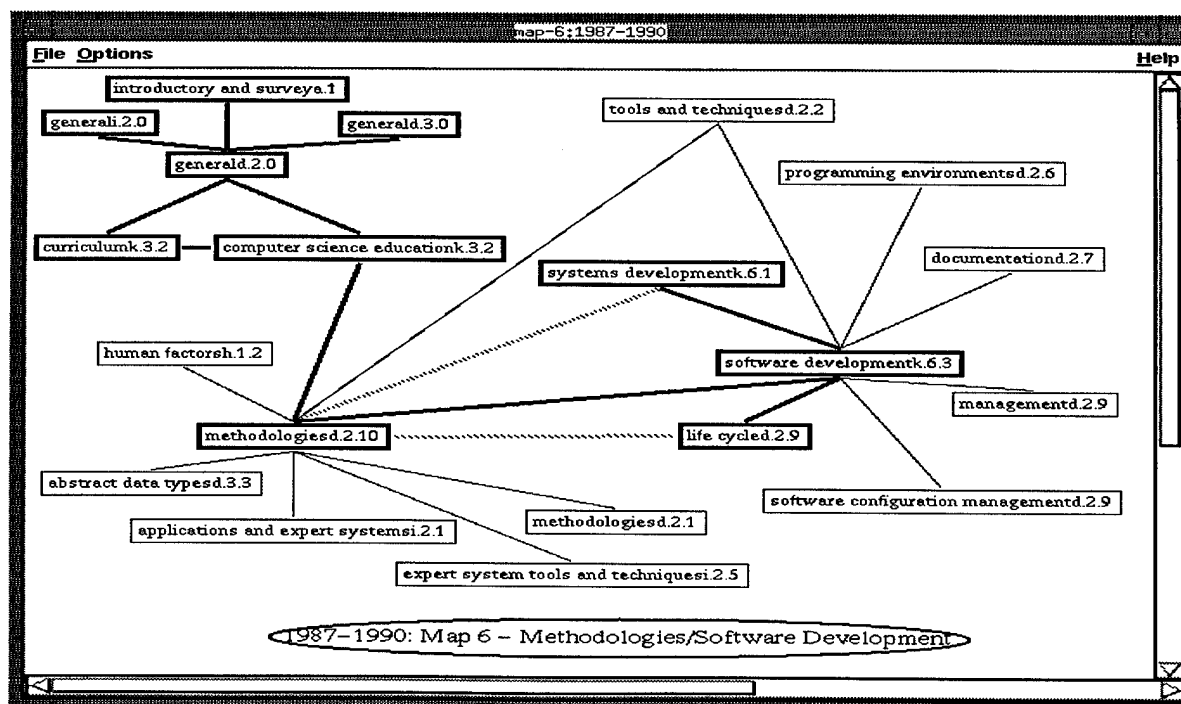 map-6:1987-1990
File Options
Help
introductory and surveya.1
tools and techniquesd.2.2
generali.2.0
generald.3.0
generald.2.0
programming environmentsd.2.6
curriculumk.3.2
computer science educationk.3.2
systems developmentk.6.1
documentationd.2.7
human factorsh.1.2
software developmentk.6.3
managementd.2.9
methodologiesd.2.10
life cycled.2.9
abstract data typesd.3.3
software configuration managementd.2.9
applications and expert systemsi.2.1
methodologiesd.2.1
expert system tools and techniquesi.2.5
1987-1990: Map 6 - Methodologies/Software Development